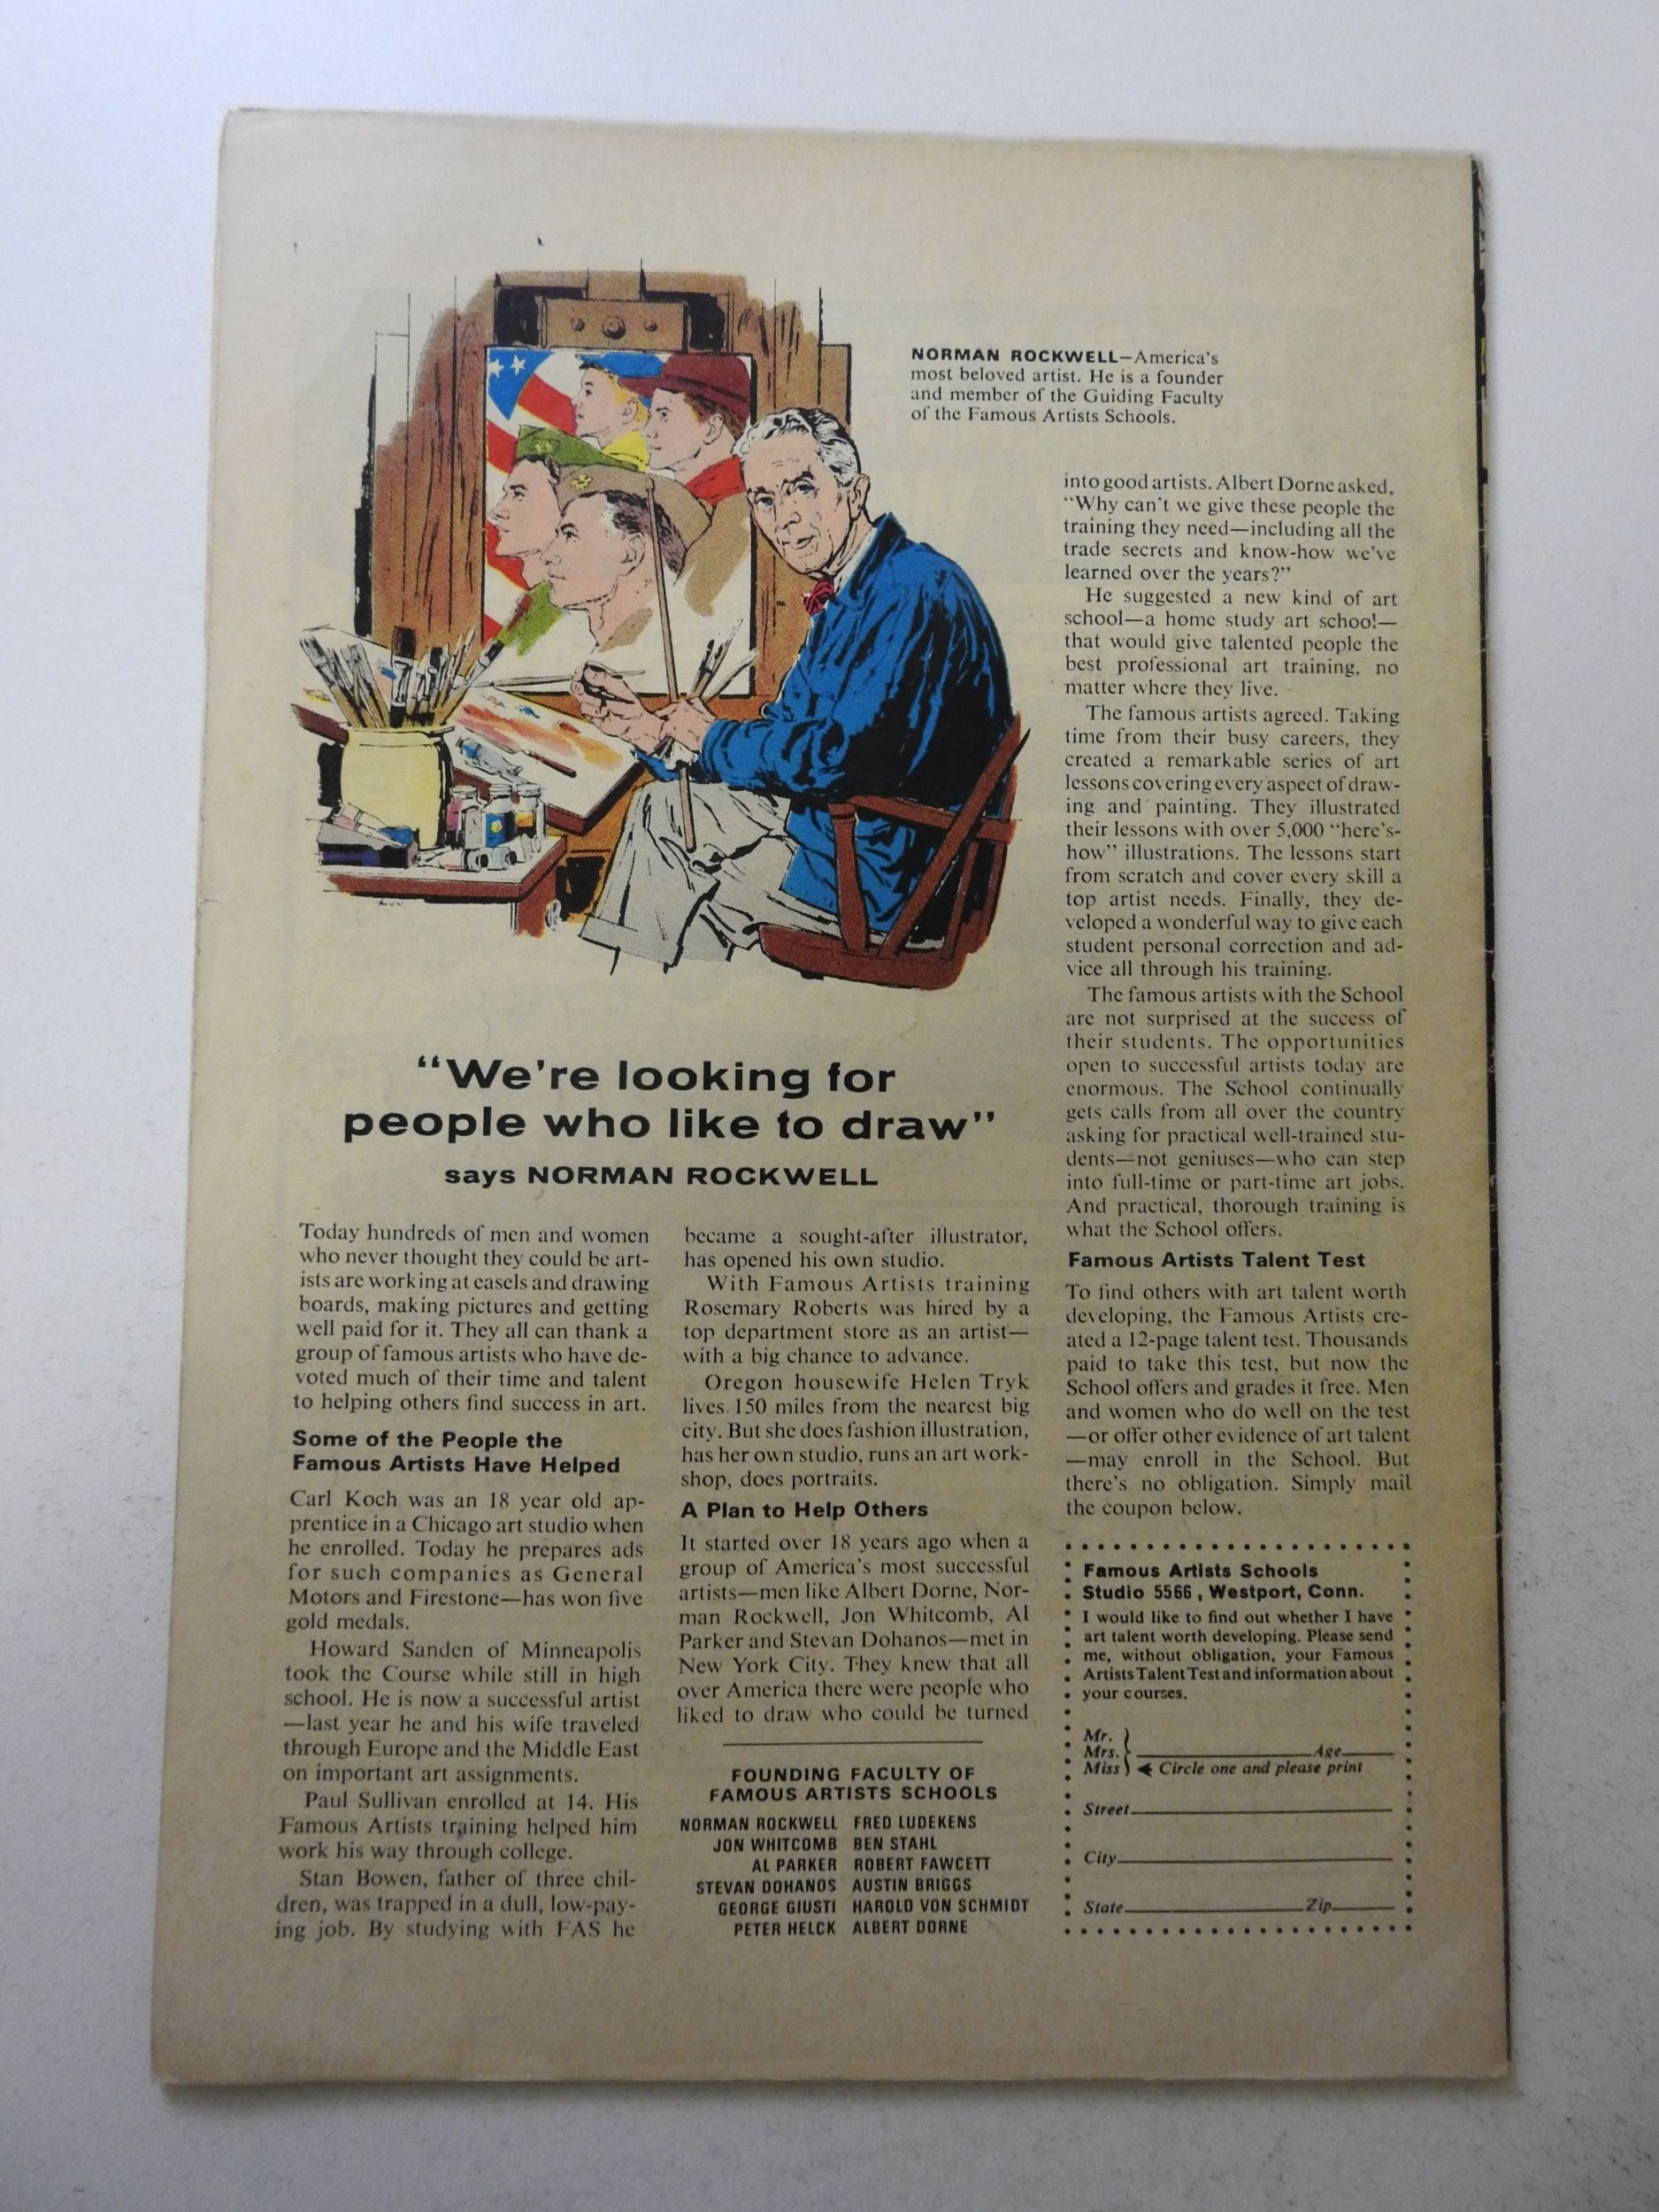 NORMAN ROCKWELL—America's
most beloved artist. He is a founder
and member of the Guiding Faculty
of the Famous Artists Schools.
"We're looking for
people who like to draw"
says NORMAN ROCKWELL
Today hundreds of men and women
who never thought they could be art-
ists are working at easels and drawing
boards, making pictures and getting
well paid for it. They all can thank a
group of famous artists who have de-
voted much of their time and talent
to helping others find success in art.
Some of the People the
Famous Artists Have Helped
Carl Koch was an 18 year old ap-
prentice in a Chicago art studio when
he enrolled. Today he prepares ads
for such companies as General
Motors and Firestone—has won five
gold medals.
Howard Sanden of Minneapolis
took the Course while still in high
school. He is now a successful artist
—last year he and his wife traveled
through Europe and the Middle East
on important art assignments.
Paul Sullivan enrolled at 14. His
Famous Artists training helped him
work his way through college.
Stan Bowen, father of three chil-
dren, was trapped in a dull, low-pay-
ing job. By studying with FAS he
became a sought-after illustrator,
has opened his own studio.
With Famous Artists training
Rosemary Roberts was hired by a
top department store as an artist—
with a big chance to advance.
Oregon housewife Helen Tryk
lives 150 miles from the nearest big
city. But she does fashion illustration,
has her own studio, runs an art work-
shop, does portraits.
A Plan to Help Others
It started over 18 years ago when a
group of America's most successful
artists—men like Albert Dorne, Nor-
man Rockwell, Jon Whitcomb, Al
Parker and Stevan Dohanos—met in
New York City. They knew that all
over America there were people who
liked to draw who could be turned
into good artists. Albert Dorne asked,
"Why can't we give these people the
training they need—including all the
trade secrets and know-how we've
learned over the years?"
He suggested a new kind of art
school—a home study art school—
that would give talented people the
best professional art training, no
matter where they live.
The famous artists agreed. Taking
time from their busy careers, they
created a remarkable series of art
lessons covering every aspect of draw-
ing and painting. They illustrated
their lessons with over 5,000 "here's-
how" illustrations. The lessons start
from scratch and cover every skill a
top artist needs. Finally, they de-
veloped a wonderful way to give each
student personal correction and ad-
vice all through his training.
The famous artists with the School
are not surprised at the success of
their students. The opportunities
open to successful artists today are
enormous. The School continually
gets calls from all over the country
asking for practical well-trained stu-
dents—not geniuses—who can step
into full-time or part-time art jobs.
And practical, thorough training is
what the School offers.
Famous Artists Talent Test
To find others with art talent worth
developing, the Famous Artists cre-
ated a 12-page talent test. Thousands
paid to take this test, but now the
School offers and grades it free. Men
and women who do well on the test
—or offer other evidence of art talent
—may enroll in the School. But
there's no obligation. Simply mail
the coupon below.
FOUNDING FACULTY OF
FAMOUS ARTISTS SCHOOLS
NORMAN ROCKWELL FRED LUDEKENS
JON WHITCOMB BEN STAHL
AL PARKER ROBERT FAWCETT
STEVAN DOHANOS AUSTIN BRIGGS
GEORGE GIUSTI HAROLD VON SCHMIDT
PETER HELCK ALBERT DORNE
Famous Artists Schools
Studio 5566, Westport, Conn.
I would like to find out whether I have
art talent worth developing. Please send
me, without obligation, your Famous
Artists Talent Test and information about
your courses.
Mr.
Mrs. Age
Miss Circle one and please print
Street
City
State Zip